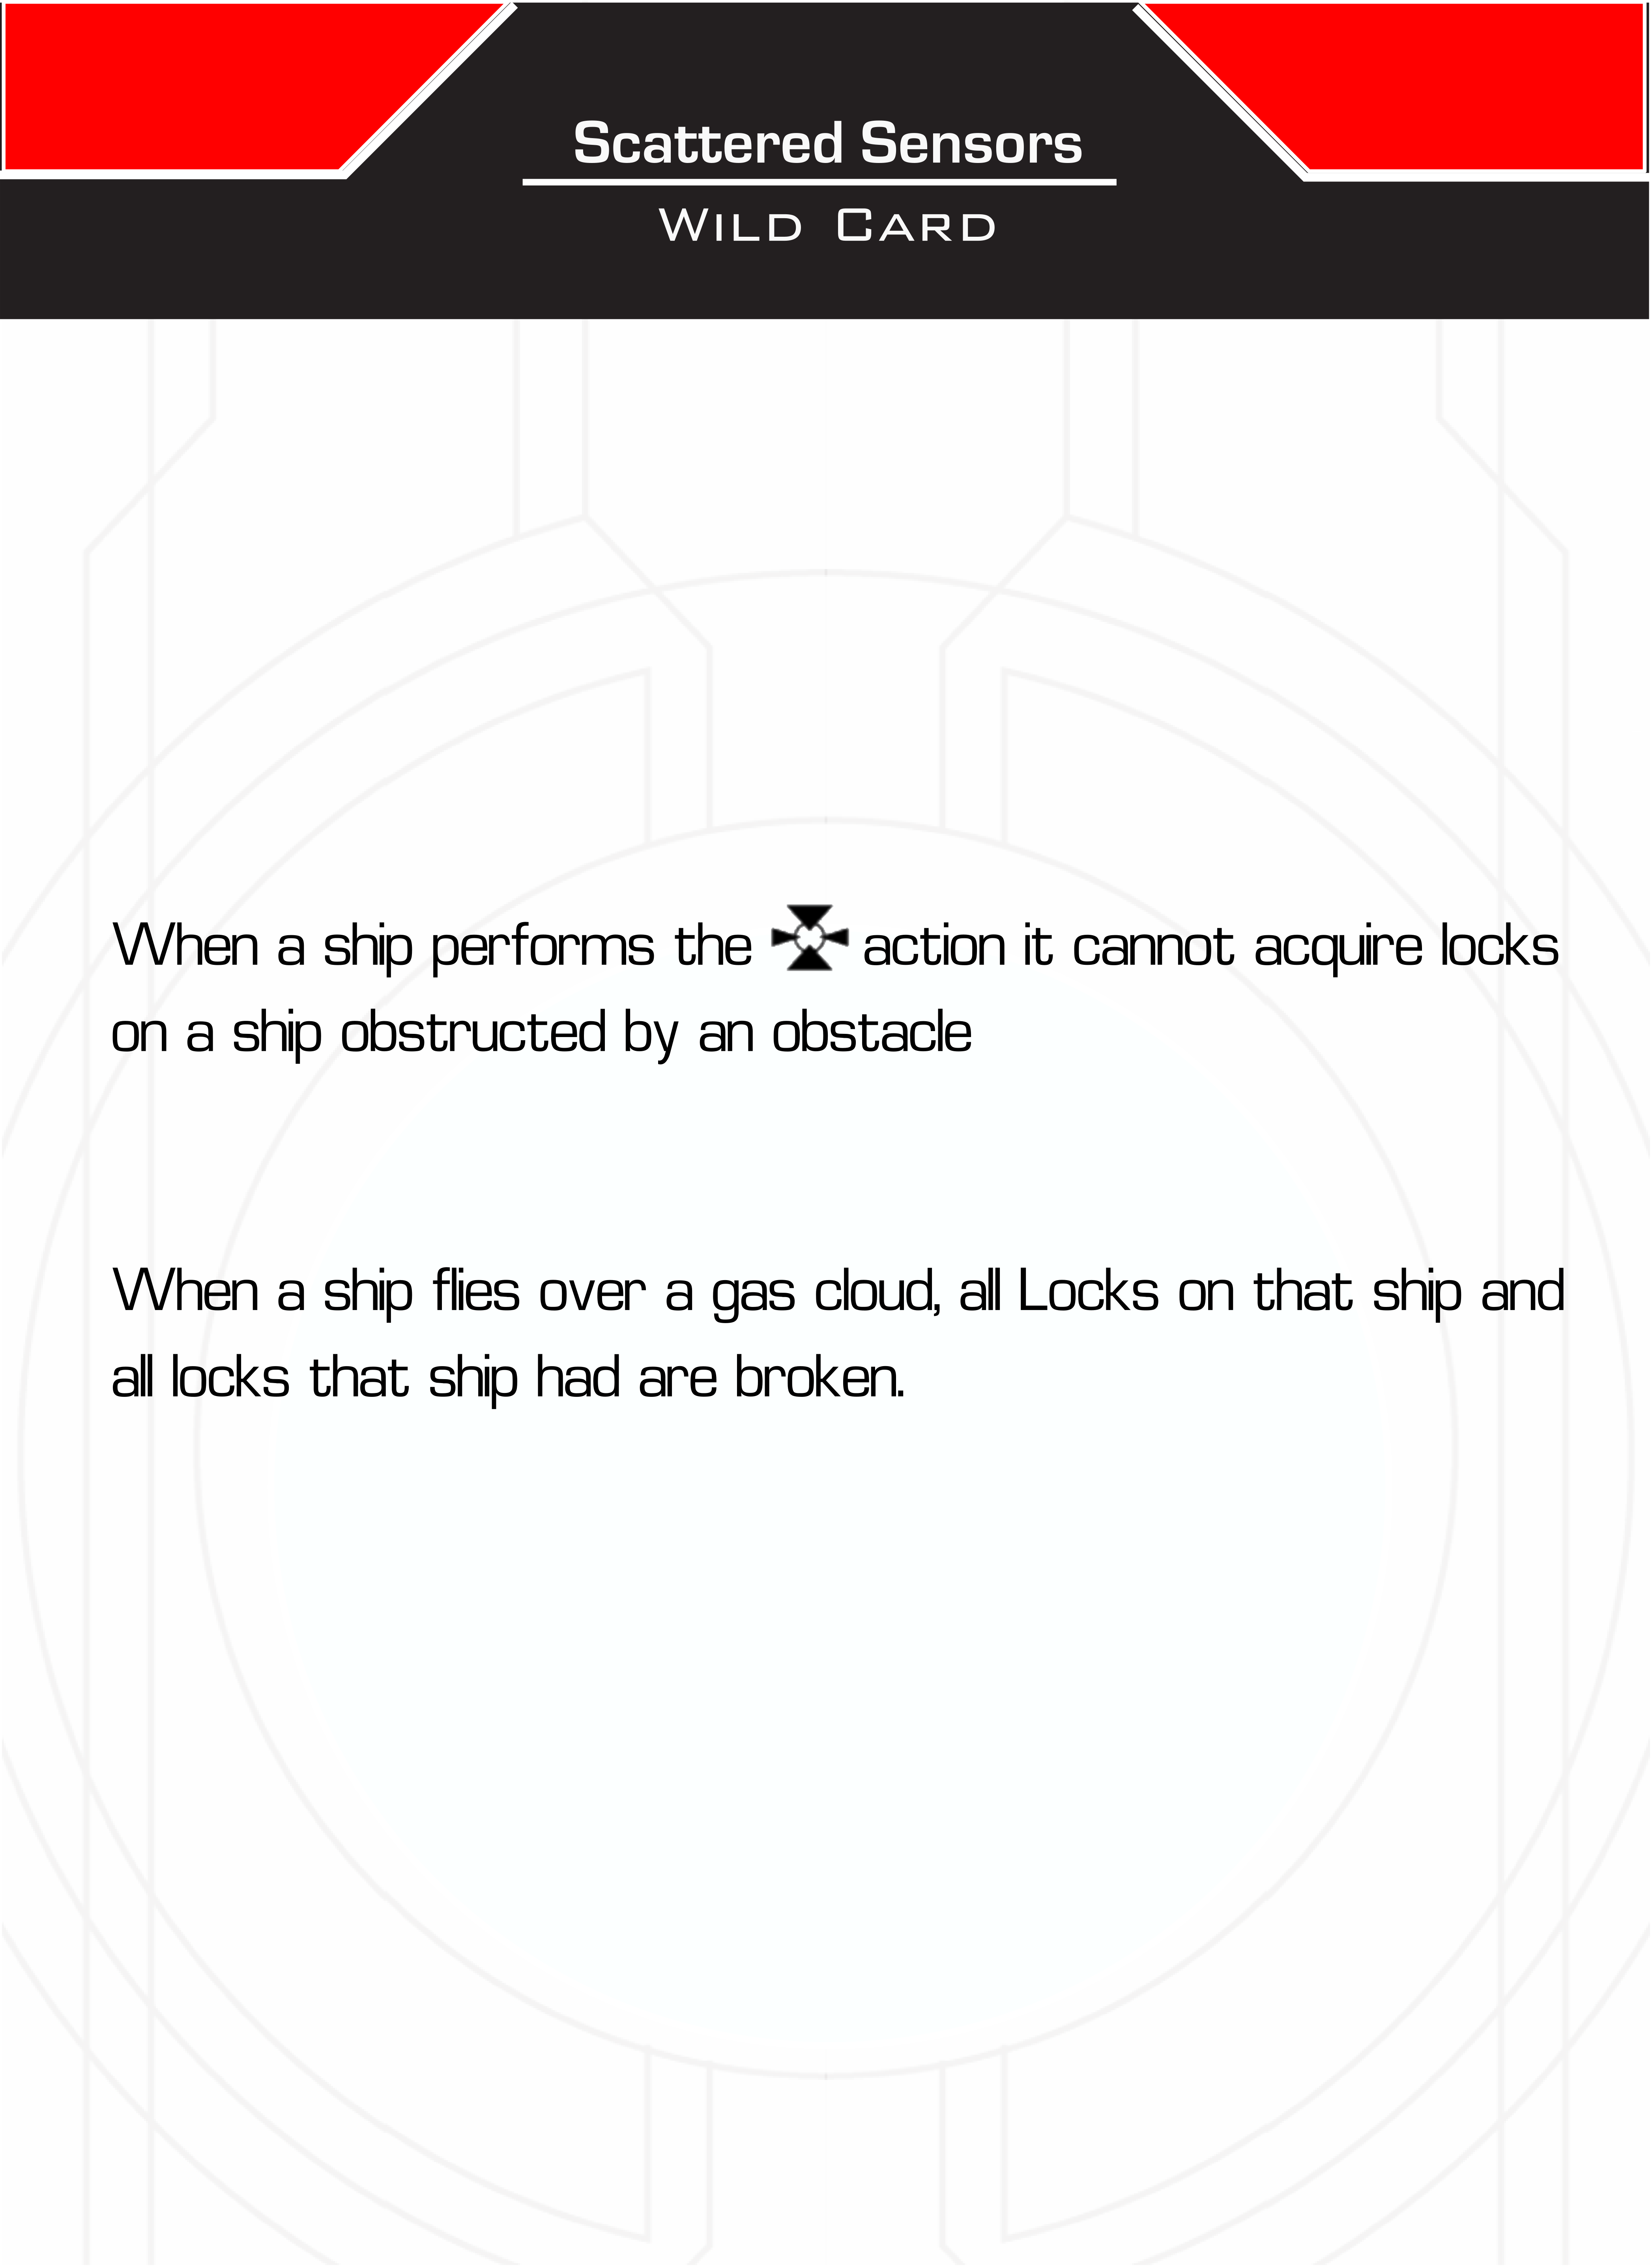 Scattered Sensors
Wild Card
When a ship performs the action it cannot acquire locks
on a ship obstructed by an obstacle
When a ship flies over a gas cloud, all Locks on that ship and
all locks that ship had are broken.